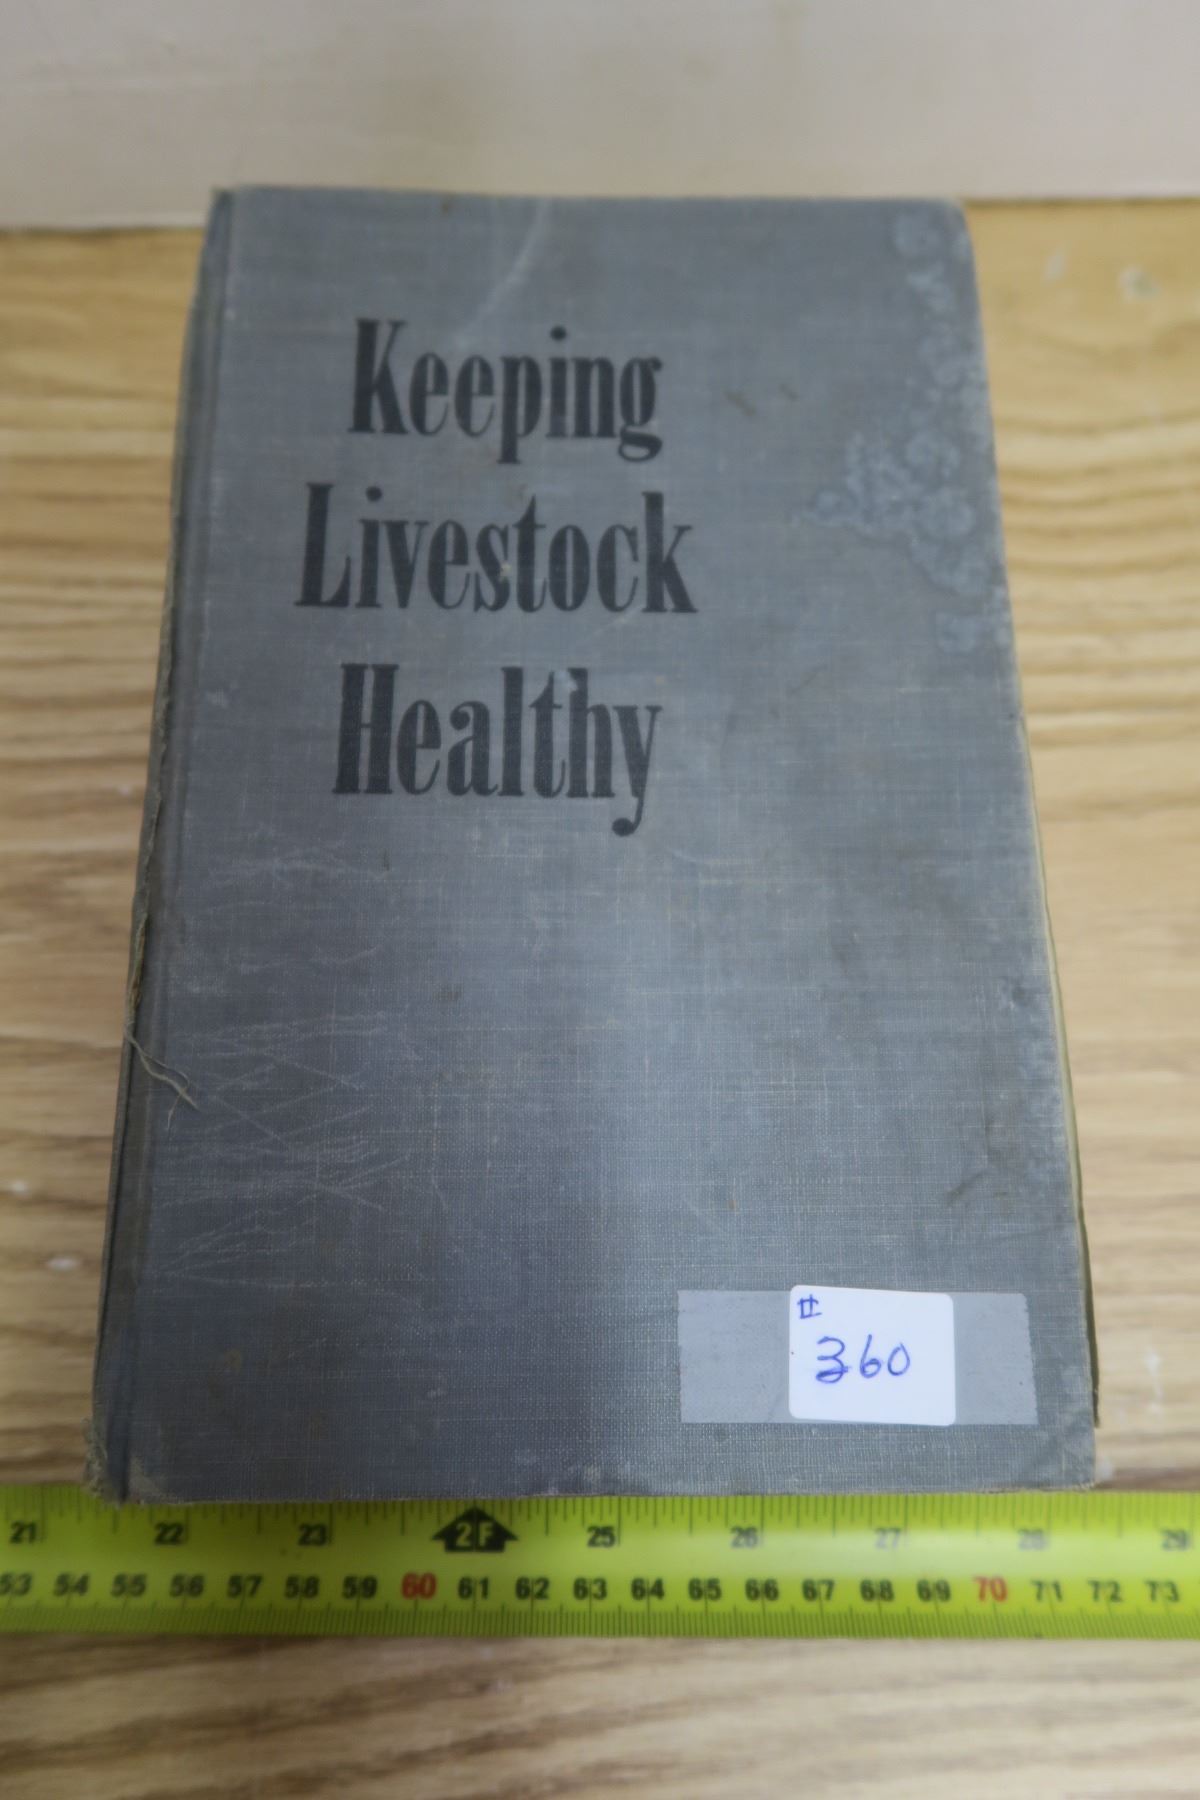 Keeping
Livestock
Healthy
#
360
21 22 23 2F 25 26 27 28 29
53 54 55 56 57 58 59 60 61 62 63 64 65 66 67 68 69 70 71 72 73